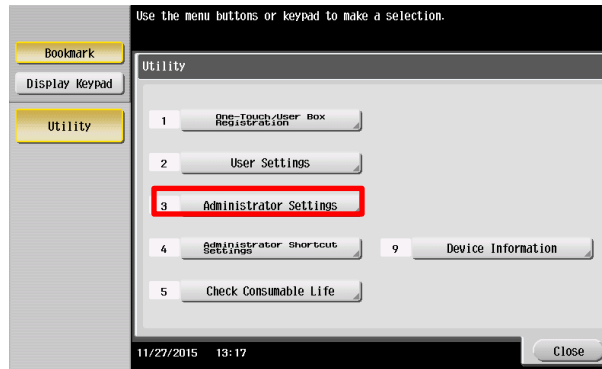 Use the menu buttons or keypad to make a selection.
Bookmark
Display Keypad
Utility
Utility
1 One-Touch/User Box
Registration
2 User Settings
3 Administrator Settings
4 Administrator Shortcut
Settings
9 Device Information
5 Check Consumable Life
11/27/2015 13:17
Close